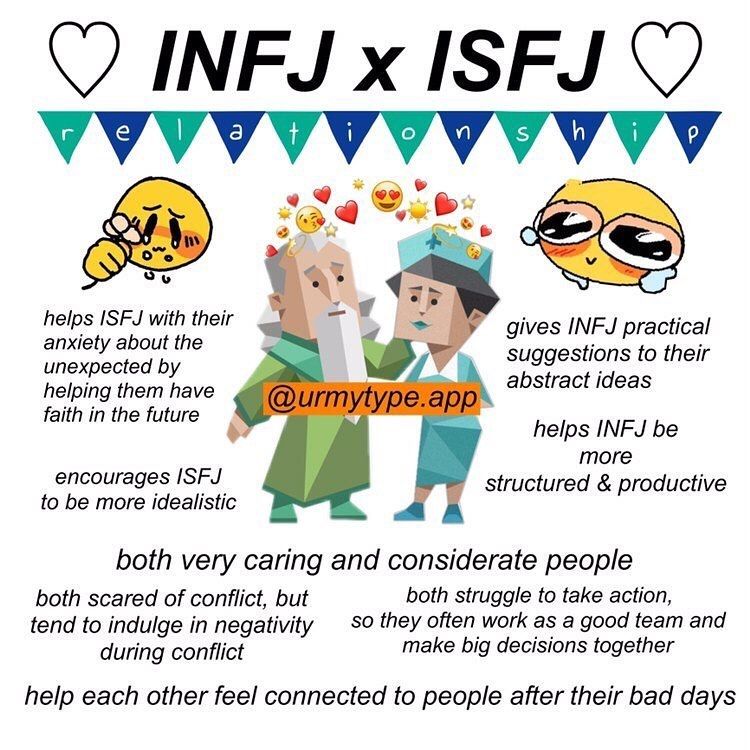 INFJ x ISFJ
relationship
helps ISFJ with their
anxiety about the
unexpected by
helping them have
faith in the future
encourages ISFJ
to be more idealistic
@urmytype.app
gives INFJ practical
suggestions to their
abstract ideas
helps INFJ be
more
structured & productive
both very caring and considerate people
both scared of conflict, but
tend to indulge in negativity
during conflict
both struggle to take action,
so they often work as a good team and
make big decisions together
help each other feel connected to people after their bad days